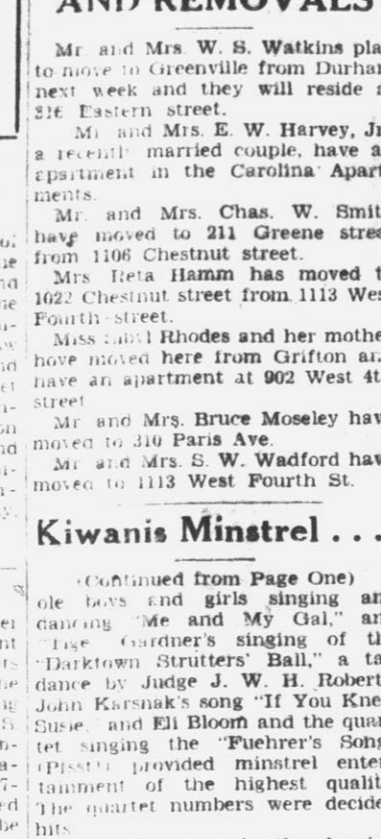 AND REMOVALS
Mr. and Mrs. W. S. Watkins pla
to move to Greenville from Durha
next week and they will reside a
316 Eastern street.
Mr and Mrs. E. W. Harvey, Jr
a recently married couple, have a
apartment in the Carolina Apart
ments.
Mr. and Mrs. Chas. W. Smit
have moved to 211 Greene stree
from 1106 Chestnut street.
Mrs Reta Hamm has moved t
1022 Chestnut street from 1113 Wes
Fourth street.
Miss Rhodes and her mothe
hove moved here from Grifton an
have an apartment at 902 West 4t
street
Mr and Mrs. Bruce Moseley hav
moved to 310 Paris Ave.
Mr and Mrs. S. W. Wadford hav
moved to 1113 West Fourth St.
Kiwanis Minstrel . . .
(Continued from Page One)
ole boys and girls singing an
dancing "Me and My Gal," an
Gardner's singing of th
"Darktown Strutters' Ball," a ta
dance by Judge J. W. H. Robert
John Karsnak's song "If You Kne
Susie, and Eli Bloom and the quar
tet singing the "Fuehrer's Song
(Pfsst!) provided minstrel enter
tainment of the highest qualit
The quartet numbers were decide
hits